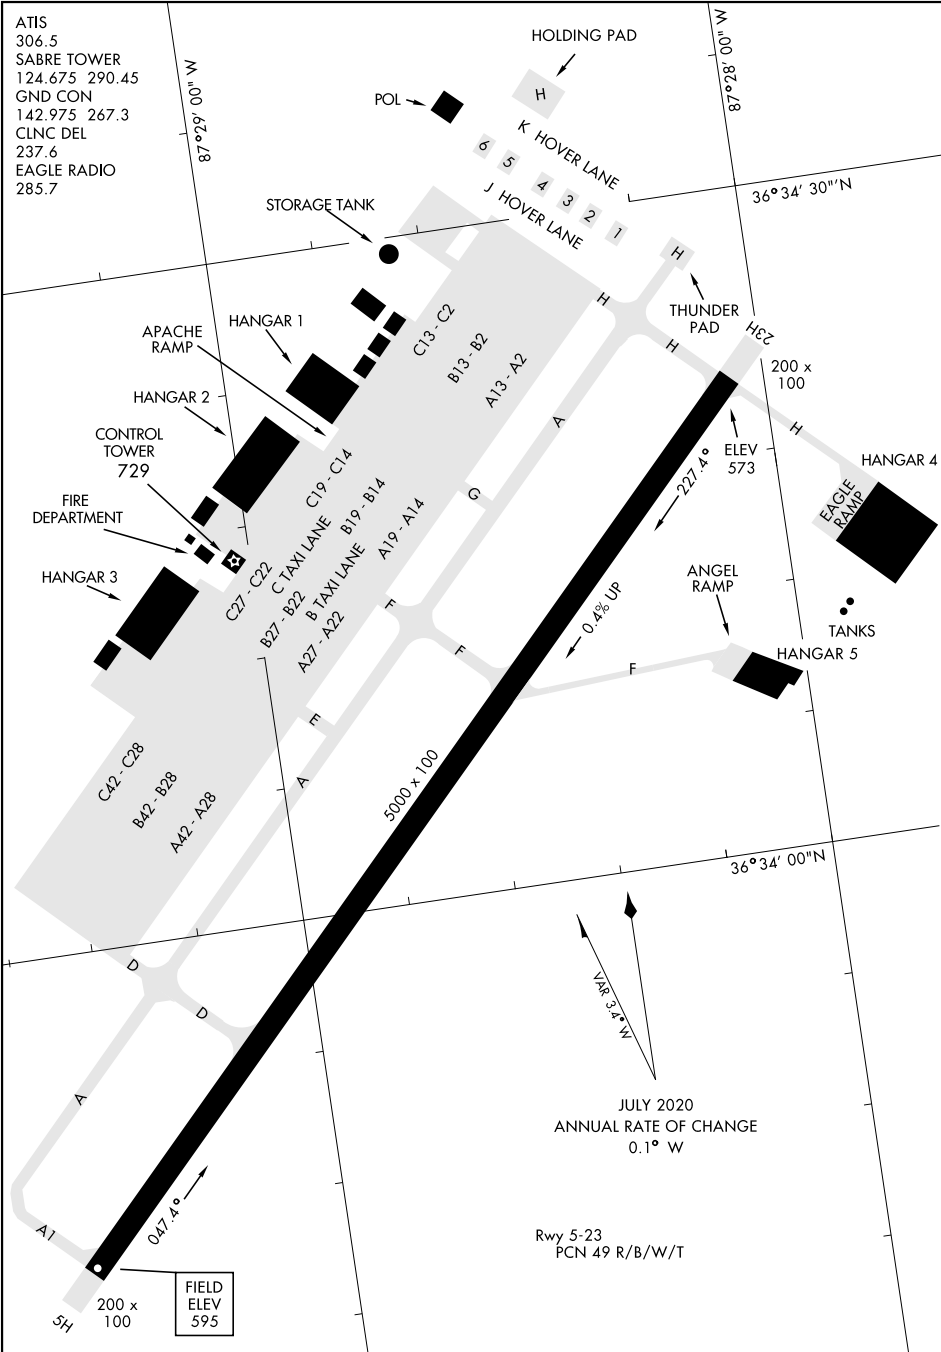 ATIS
306.5
SABRE TOWER
124.675 290.45
GND CON
142.975 267.3
CLNC DEL
237.6
EAGLE RADIO
285.7
87°29' 00" W
87°28' 00" W
HOLDING PAD
H
POL
K HOVER LANE
6
5
4
3
2
1
J HOVER LANE
36°34' 30"'N
STORAGE TANK
H
THUNDER
PAD
H
H
23H
200 x
100
HANGAR 1
APACHE
RAMP
C13 - C2
B13 - B2
A13 - A2
HANGAR 2
A
H
CONTROL
TOWER
729
ELEV
573
HANGAR 4
227.4°
C19 - C14
B19 - B14
A19 - A14
G
EAGLE
RAMP
FIRE
DEPARTMENT
C TAXI LANE
B TAXI LANE
HANGAR 3
C27 - C22
B27 - B22
A27 - A22
F
F
0.4% UP
ANGEL
RAMP
TANKS
HANGAR 5
F
E
A
C42 - C28
B42 - B28
A42 - A28
5000 x 100
36°34' 00"N
D
D
VAR 3.4° W
A
JULY 2020
ANNUAL RATE OF CHANGE
0.1° W
A1
047.4°
Rwy 5-23
PCN 49 R/B/W/T
FIELD
ELEV
595
200 x
100
5H